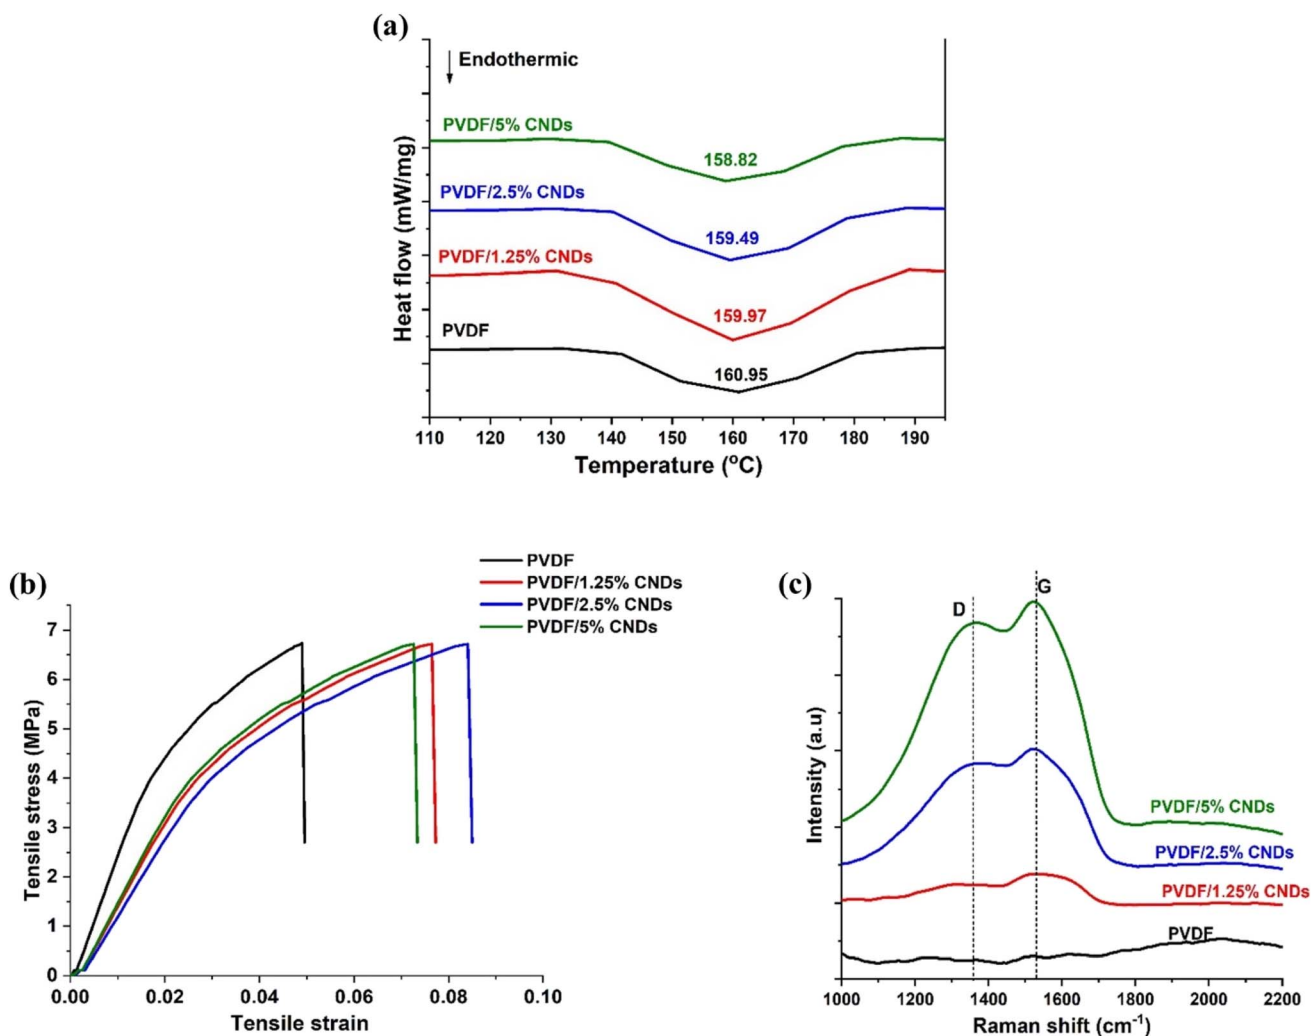 (a)
Endothermic
PVDF/5% CNDs
158.82
PVDF/2.5% CNDs
159.49
PVDF/1.25% CNDs
159.97
PVDF
160.95
Heat flow (mW/mg)
110 120 130 140 150 160 170 180 190
Temperature (°C)
(b)
PVDF
PVDF/1.25% CNDs
PVDF/2.5% CNDs
PVDF/5% CNDs
7
6
5
4
3
2
1
0
Tensile stress (MPa)
0.00 0.02 0.04 0.06 0.08 0.10
Tensile strain
(c)
D
G
PVDF/5% CNDs
PVDF/2.5% CNDs
PVDF/1.25% CNDs
PVDF
Intensity (a.u)
1000 1200 1400 1600 1800 2000 2200
Raman shift (cm⁻¹)